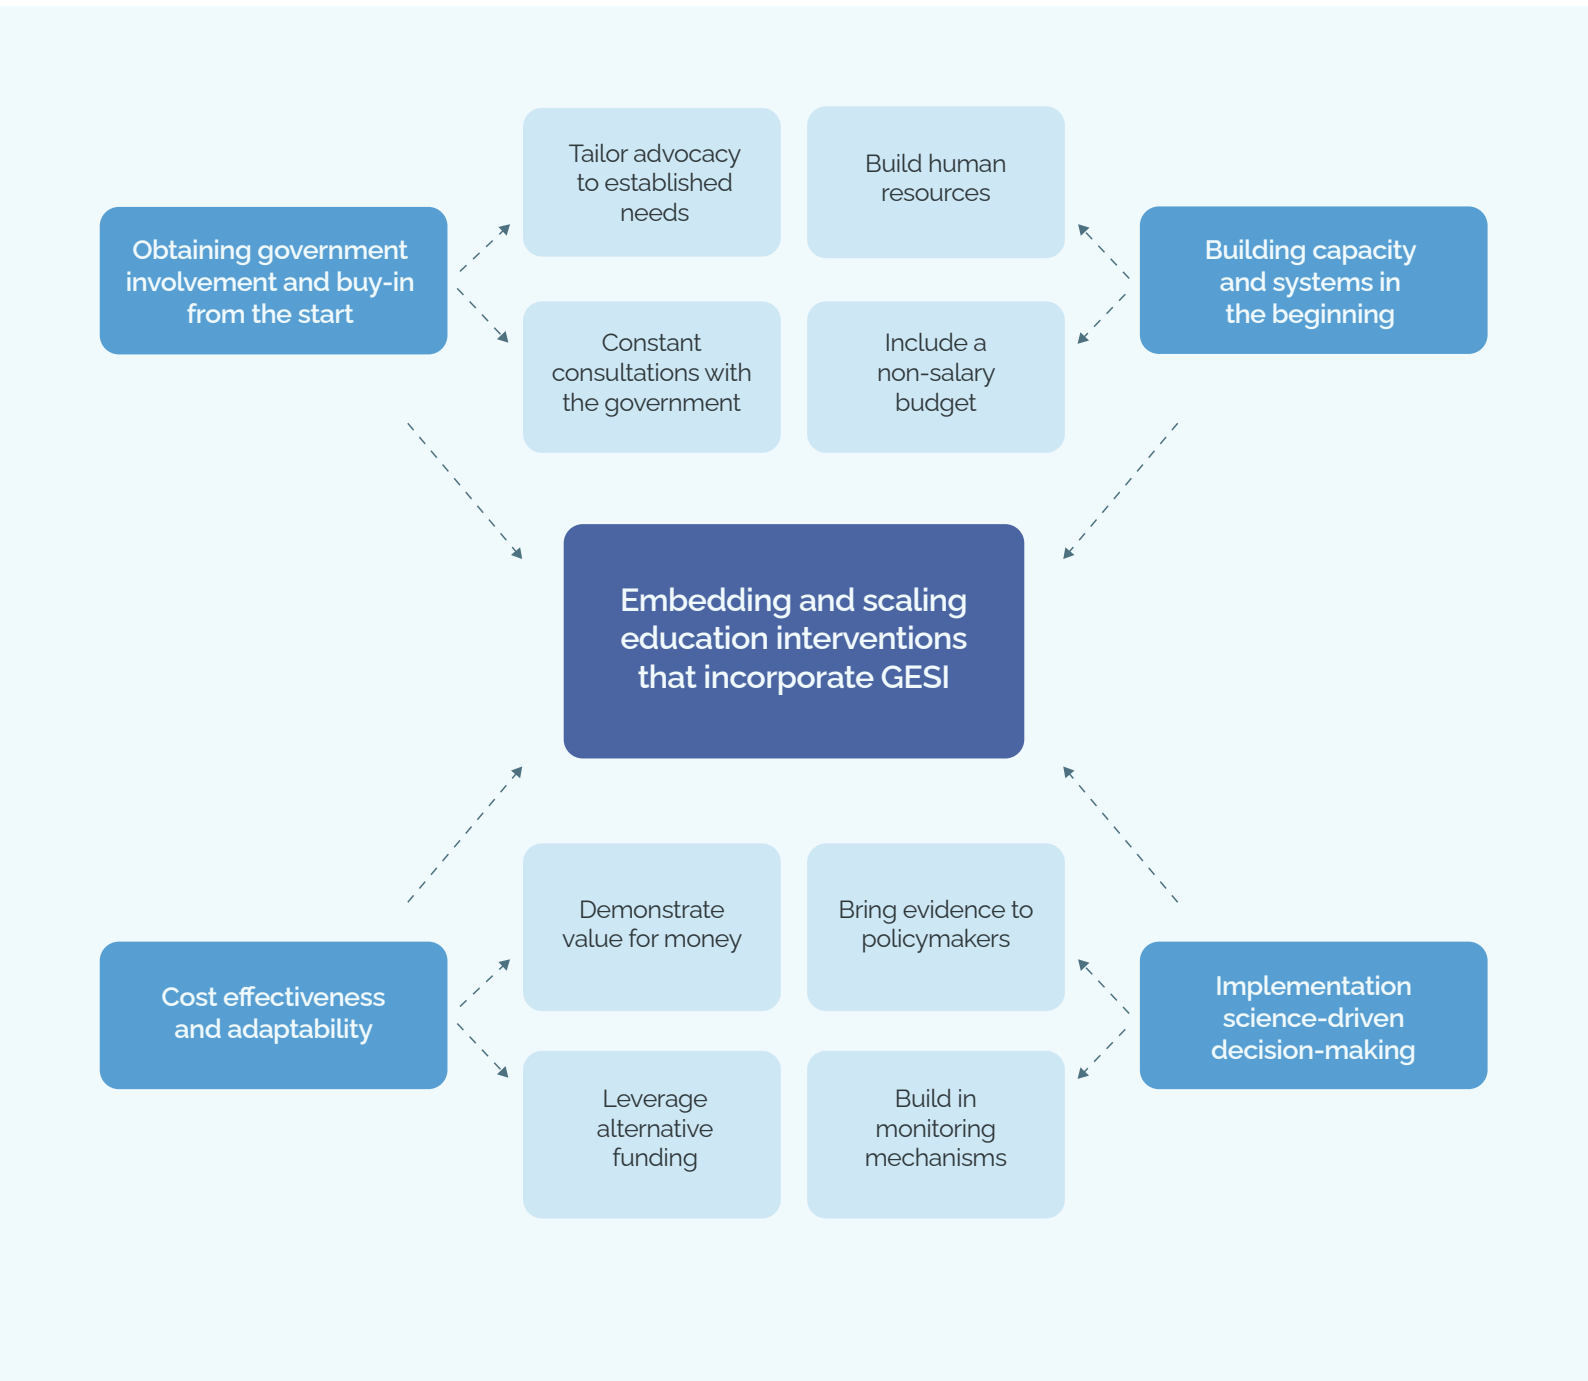 Obtaining government
involvement and buy-in
from the start
Tailor advocacy
to established
needs
Constant
consultations with
the government
Build human
resources
Include a
non-salary
budget
Building capacity
and systems in
the beginning
Embedding and scaling
education interventions
that incorporate GESI
Cost effectiveness
and adaptability
Demonstrate
value for money
Leverage
alternative
funding
Bring evidence to
policymakers
Build in
monitoring
mechanisms
Implementation
science-driven
decision-making